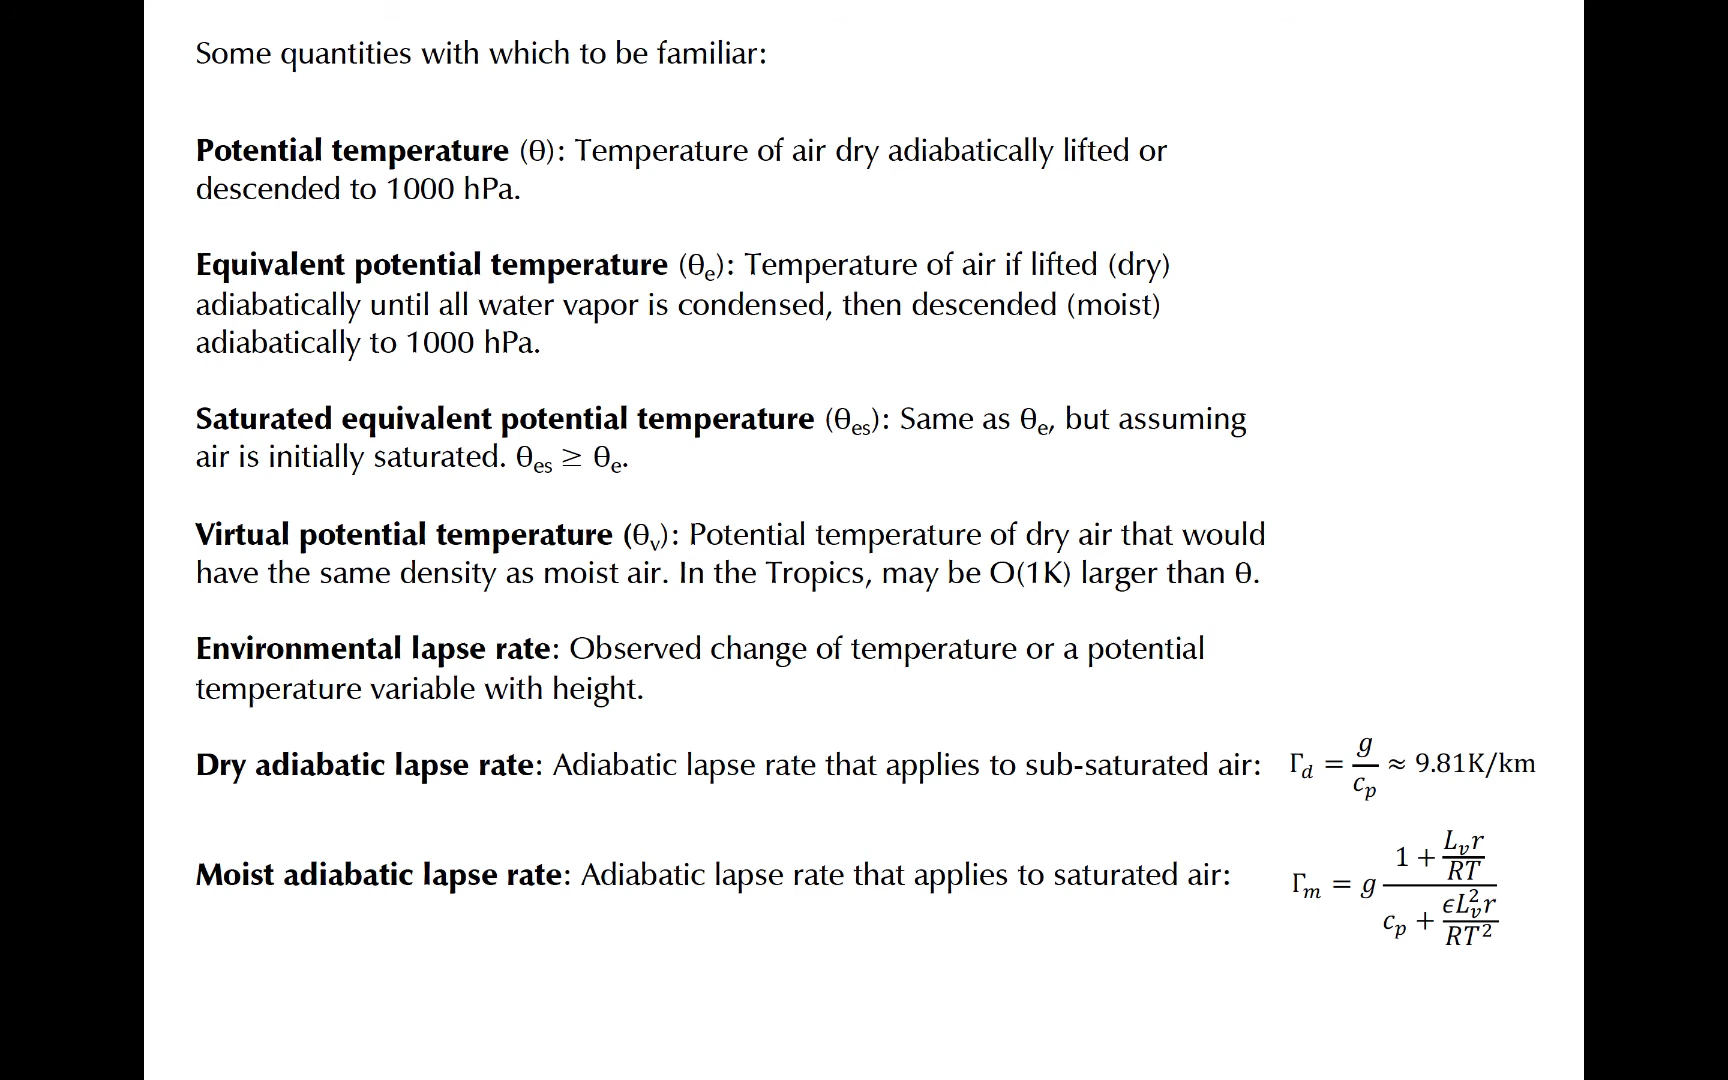 Some quantities with which to be familiar:
Potential temperature (θ): Temperature of air dry adiabatically lifted or
descended to 1000 hPa.
Equivalent potential temperature (θₑ): Temperature of air if lifted (dry)
adiabatically until all water vapor is condensed, then descended (moist)
adiabatically to 1000 hPa.
Saturated equivalent potential temperature (θₑₛ): Same as θₑ, but assuming
air is initially saturated. θₑₛ ≥ θₑ.
Virtual potential temperature (θᵥ): Potential temperature of dry air that would
have the same density as moist air. In the Tropics, may be O(1K) larger than θ.
Environmental lapse rate: Observed change of temperature or a potential
temperature variable with height.
Dry adiabatic lapse rate: Adiabatic lapse rate that applies to sub-saturated air: Γ_d = g/c_p ≈ 9.81K/km
Moist adiabatic lapse rate: Adiabatic lapse rate that applies to saturated air: Γ_m = g (1 + L_v r/RT)/(c_p + ϵL_v² r/RT²)